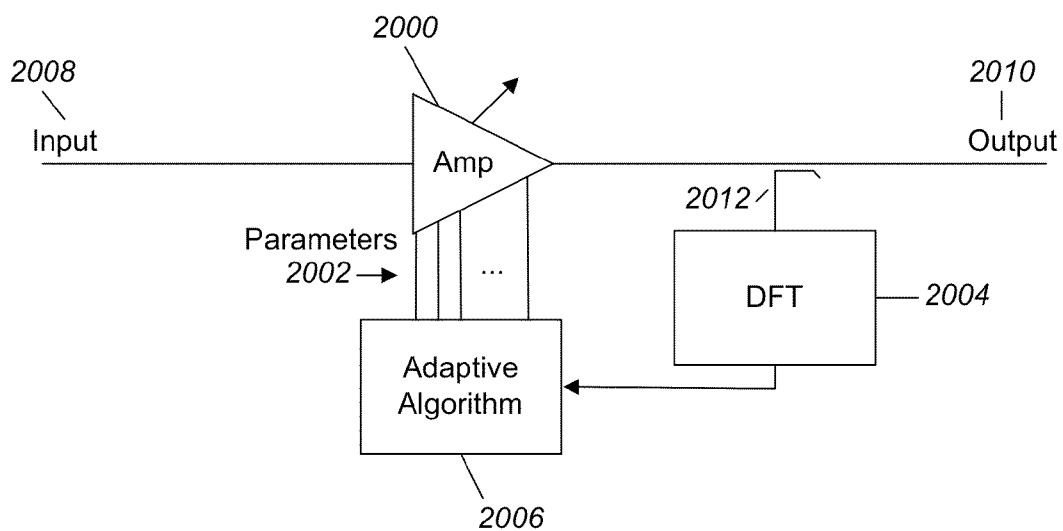 2000
2008
2010
Input
Amp
Output
2012
Parameters
2002
...
DFT
2004
Adaptive
Algorithm
2006